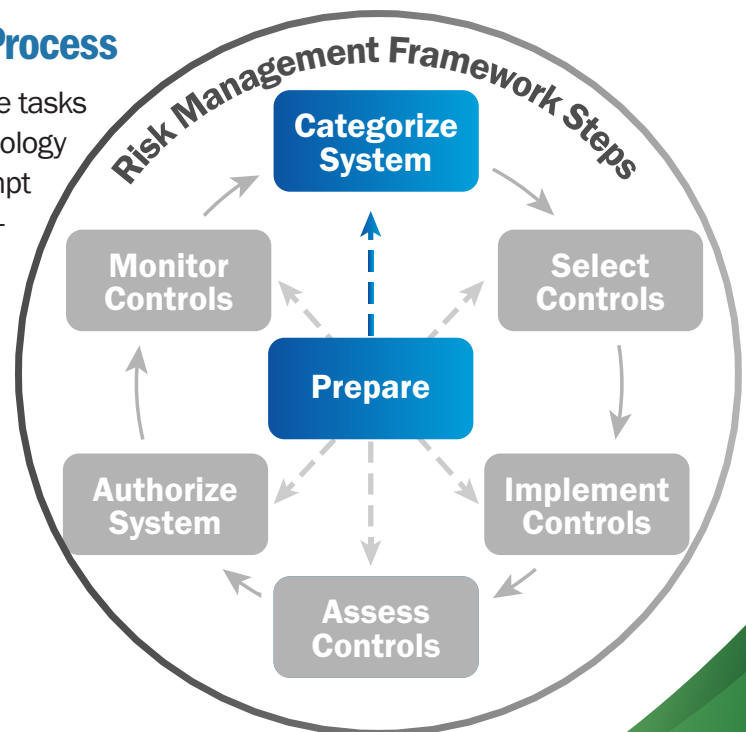 Process
e tasks
ology
npt
-
Risk Management Framework Steps
Categorize
System
Monitor
Controls
Select
Controls
Prepare
Authorize
System
Implement
Controls
Assess
Controls